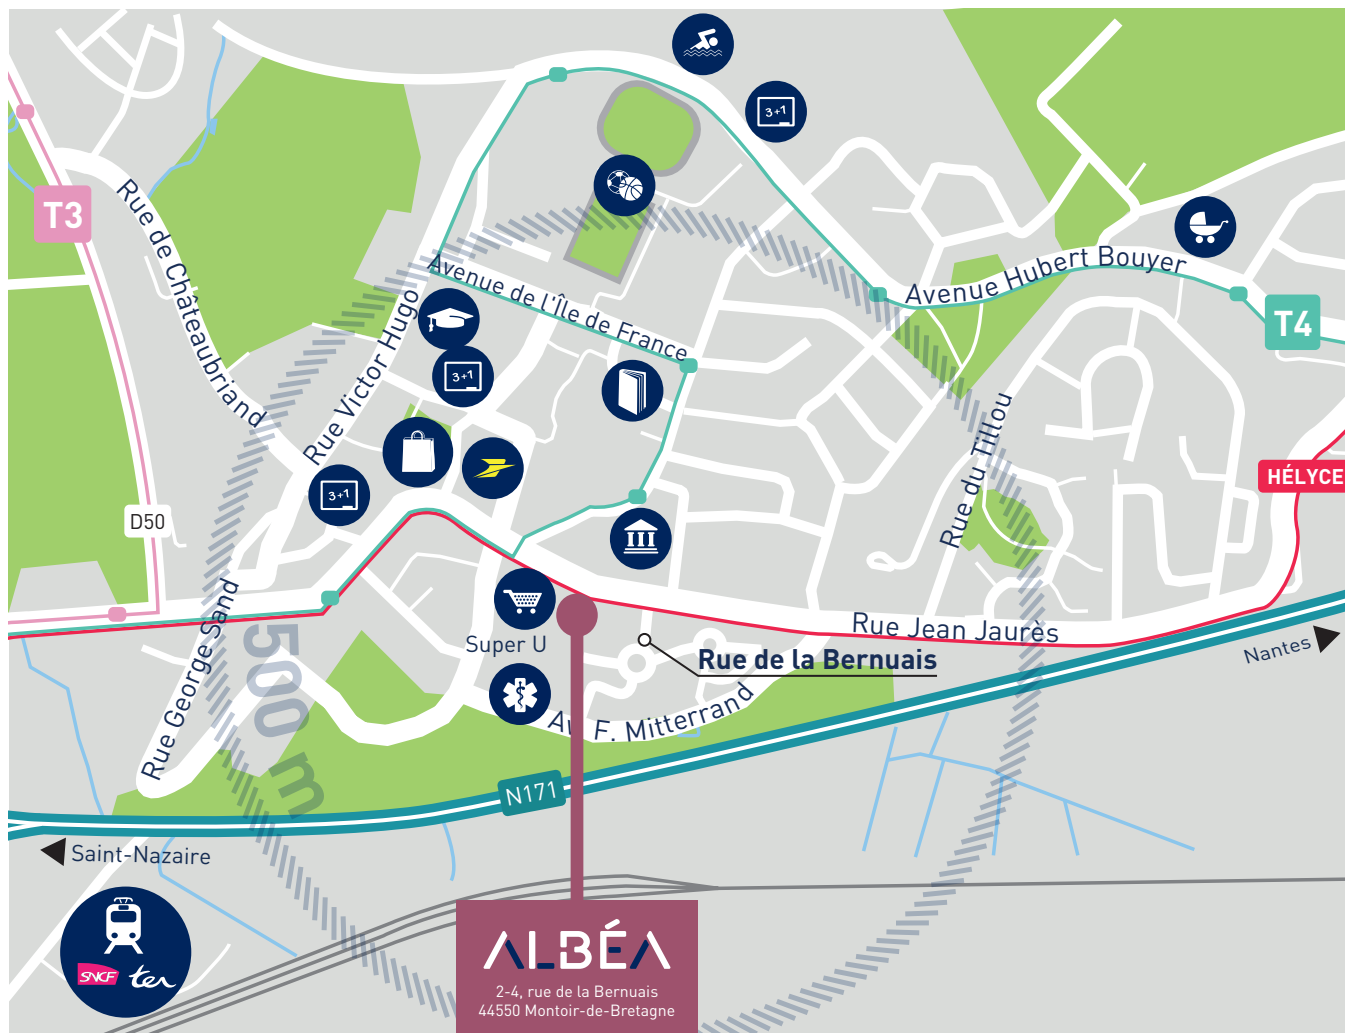 3+1
T3
Rue de Châteaubriand
Avenue Hubert Bouyer
Avenue de l'Île de France
T4
Rue Victor Hugo
3+1
Rue du Tillou
HÉLYCE
3+1
D50
Rue George Sand
500 m
Super U
Rue Jean Jaurès
Nantes
Rue de la Bernuais
Av. F. Mitterrand
N171
Saint-Nazaire
SNCF
ter
ALBÉA
2-4, rue de la Bernuais
44550 Montoir-de-Bretagne